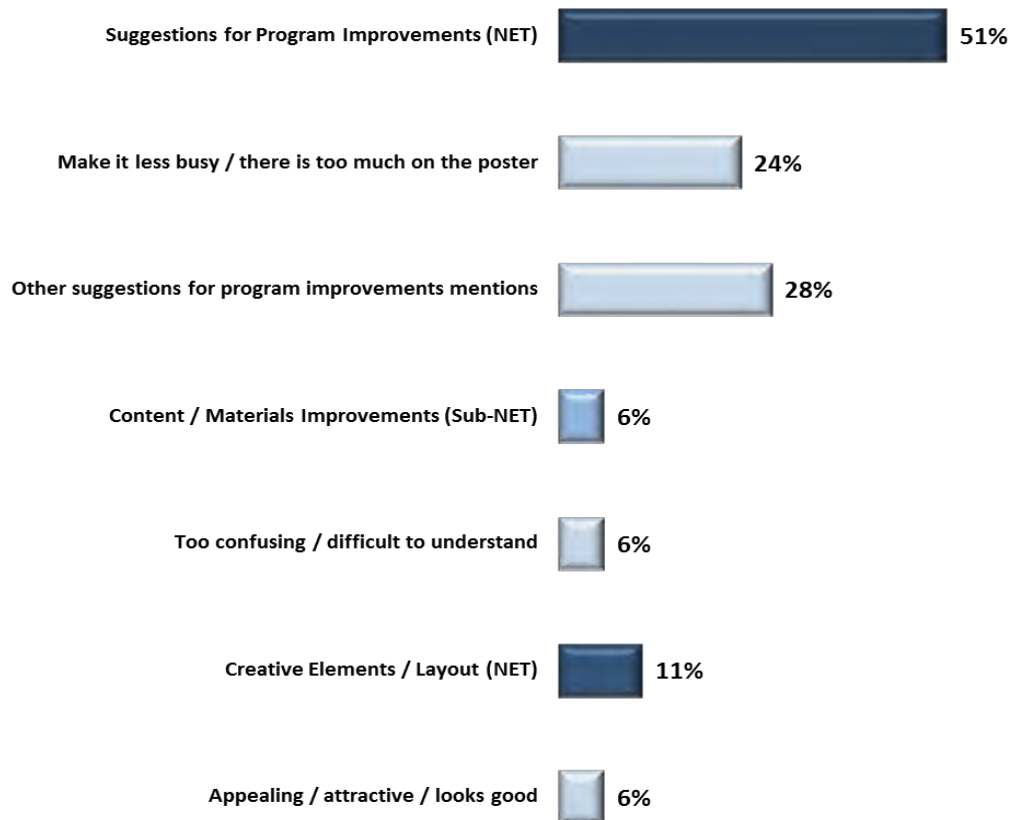 Suggestions for Program Improvements (NET) 51%
Make it less busy / there is too much on the poster 24%
Other suggestions for program improvements mentions 28%
Content / Materials Improvements (Sub-NET) 6%
Too confusing / difficult to understand 6%
Creative Elements / Layout (NET) 11%
Appealing / attractive / looks good 6%